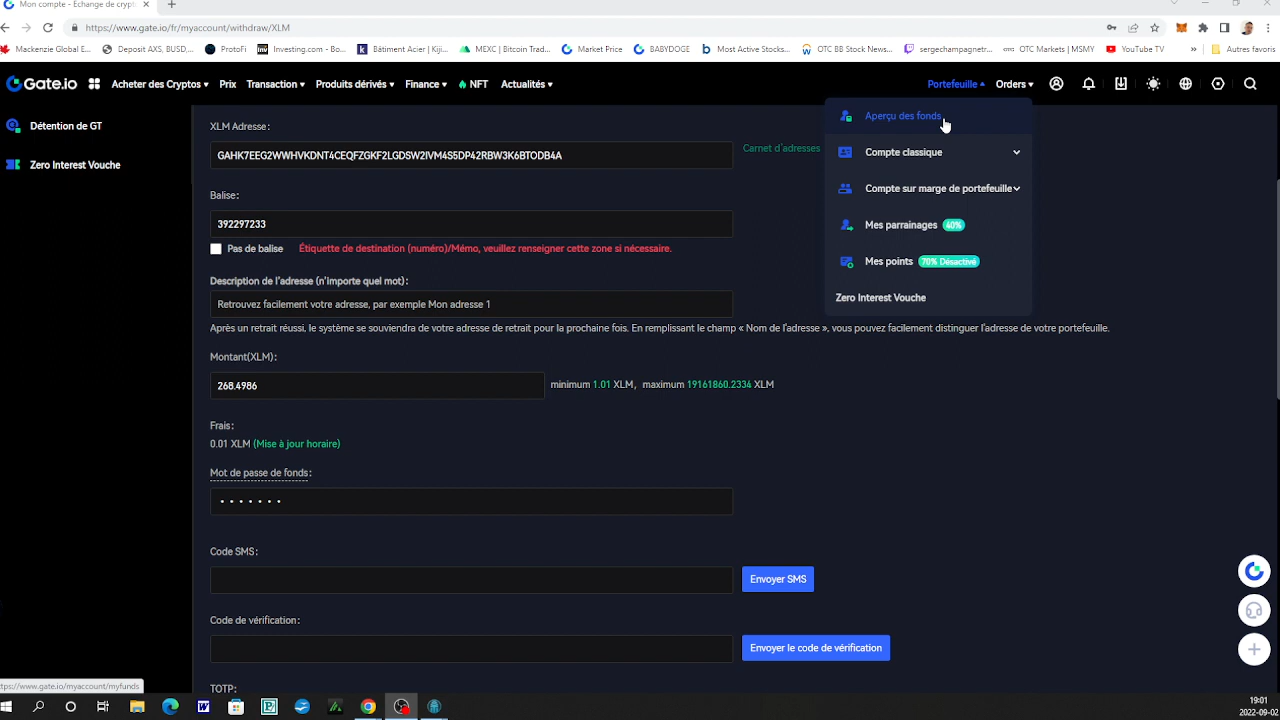 Mon compte - Échange de crypt
https://www.gate.io/fr/myaccount/withdraw/XLM
Mackenzie Global E...
Deposit AXS, BUSD,...
ProtoFi
Investing.com - Bo...
Bâtiment Acier | Kiji...
MEXC | Bitcoin Trad...
Market Price
BABYDOGE
Most Active Stocks...
OTC BB Stock News...
sergechampagnetr...
OTC Markets | MSMY
YouTube TV
»
Autres favoris
Gate.io
Acheter des Cryptos
Prix
Transaction
Produits dérivés
Finance
NFT
Actualités
Portefeuille
Orders
Détention de GT
Zero Interest Vouche
XLM Adresse:
GAHK7EEG2WWHVKDNT4CEQFZGKF2LGDSW2IVM4S5DP42RBW3K6BTODB4A
Carnet d'adresses
Balise:
392297233
Pas de balise
Étiquette de destination (numéro)/Mémo, veuillez renseigner cette zone si nécessaire.
Description de l'adresse (n'importe quel mot):
Retrouvez facilement votre adresse, par exemple Mon adresse 1
Après un retrait réussi, le système se souviendra de votre adresse de retrait pour la prochaine fois. En remplissant le champ « Nom de l'adresse », vous pouvez facilement distinguer l'adresse de votre portefeuille.
Montant(XLM):
268.4986
minimum 1.01 XLM, maximum 19161860.2334 XLM
Frais:
0.01 XLM (Mise à jour horaire)
Mot de passe de fonds:
Code SMS:
Envoyer SMS
Code de vérification:
Envoyer le code de vérification
TOTP:
Aperçu des fonds
Compte classique
Compte sur marge de portefeuille
Mes parrainages 40%
Mes points 70% Désactivé
Zero Interest Vouche
ttps://www.gate.io/myaccount/myfunds
19:01
2022-09-02